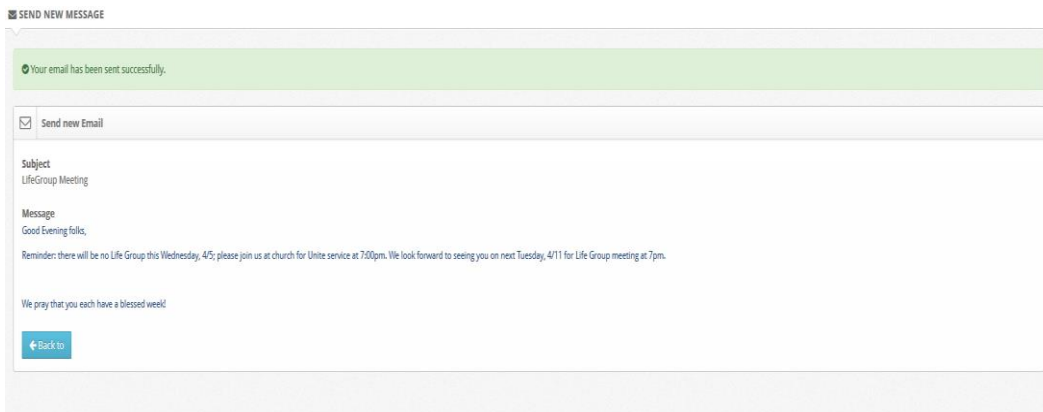 SEND NEW MESSAGE
Your email has been sent successfully.
Send new Email
Subject
LifeGroup Meeting
Message
Good Evening folks,
Reminder: there will be no Life Group this Wednesday, 4/5; please join us at church for Unite service at 7:00pm. We look forward to seeing you on next Tuesday, 4/11 for Life Group meeting at 7pm.
We pray that you each have a blessed week!
Back to